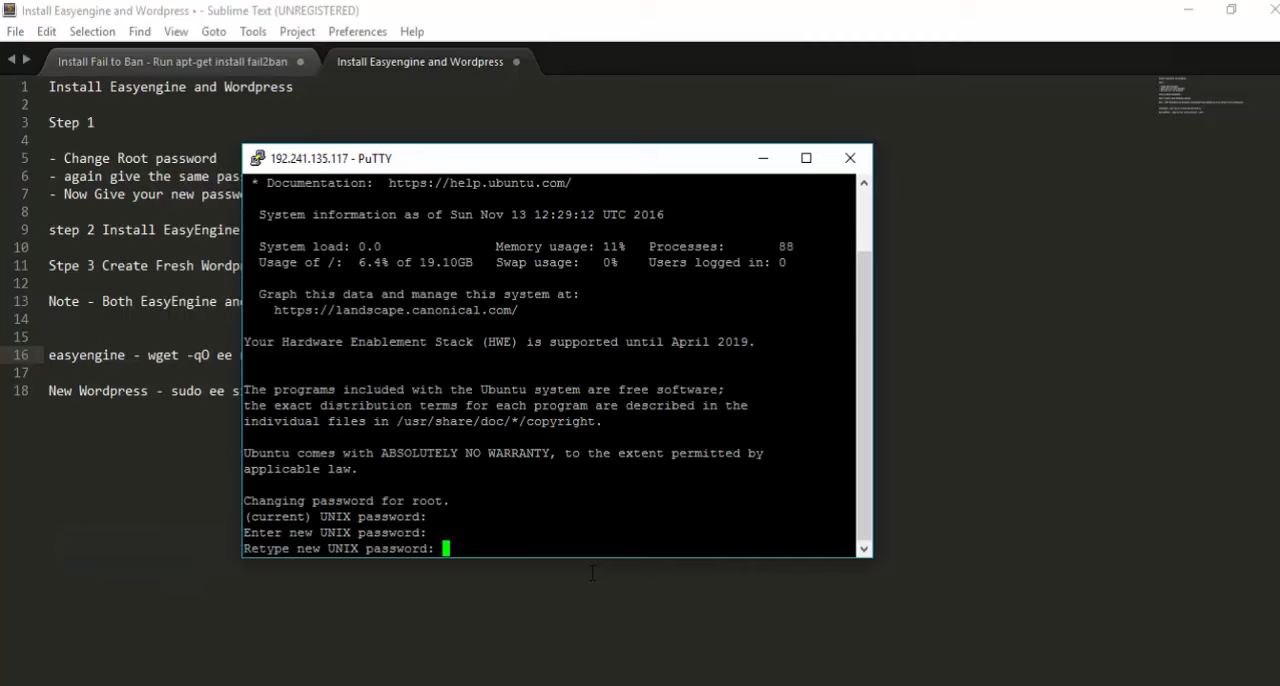 Install Easyengine and Wordpress • - Sublime Text (UNREGISTERED)
File Edit Selection Find View Goto Tools Project Preferences Help
Install Fail to Ban - Run apt-get install fail2ban
Install Easyengine and Wordpress
1 Install Easyengine and Wordpress
2
3 Step 1
4
5 - Change Root password
6 - again give the same pas
7 - Now Give your new passw
8
9 step 2 Install EasyEngine
10
11 Stpe 3 Create Fresh Wordp
12
13 Note - Both EasyEngine an
14
15
16 easyengine - wget -qO ee
17
18 New Wordpress - sudo ee s
192.241.135.117 - PuTTY
* Documentation: https://help.ubuntu.com/
System information as of Sun Nov 13 12:29:12 UTC 2016
System load: 0.0 Memory usage: 11% Processes: 88
Usage of /: 6.4% of 19.10GB Swap usage: 0% Users logged in: 0
Graph this data and manage this system at:
https://landscape.canonical.com/
Your Hardware Enablement Stack (HWE) is supported until April 2019.
The programs included with the Ubuntu system are free software;
the exact distribution terms for each program are described in the
individual files in /usr/share/doc/*/copyright.
Ubuntu comes with ABSOLUTELY NO WARRANTY, to the extent permitted by
applicable law.
Changing password for root.
(current) UNIX password:
Enter new UNIX password:
Retype new UNIX password: